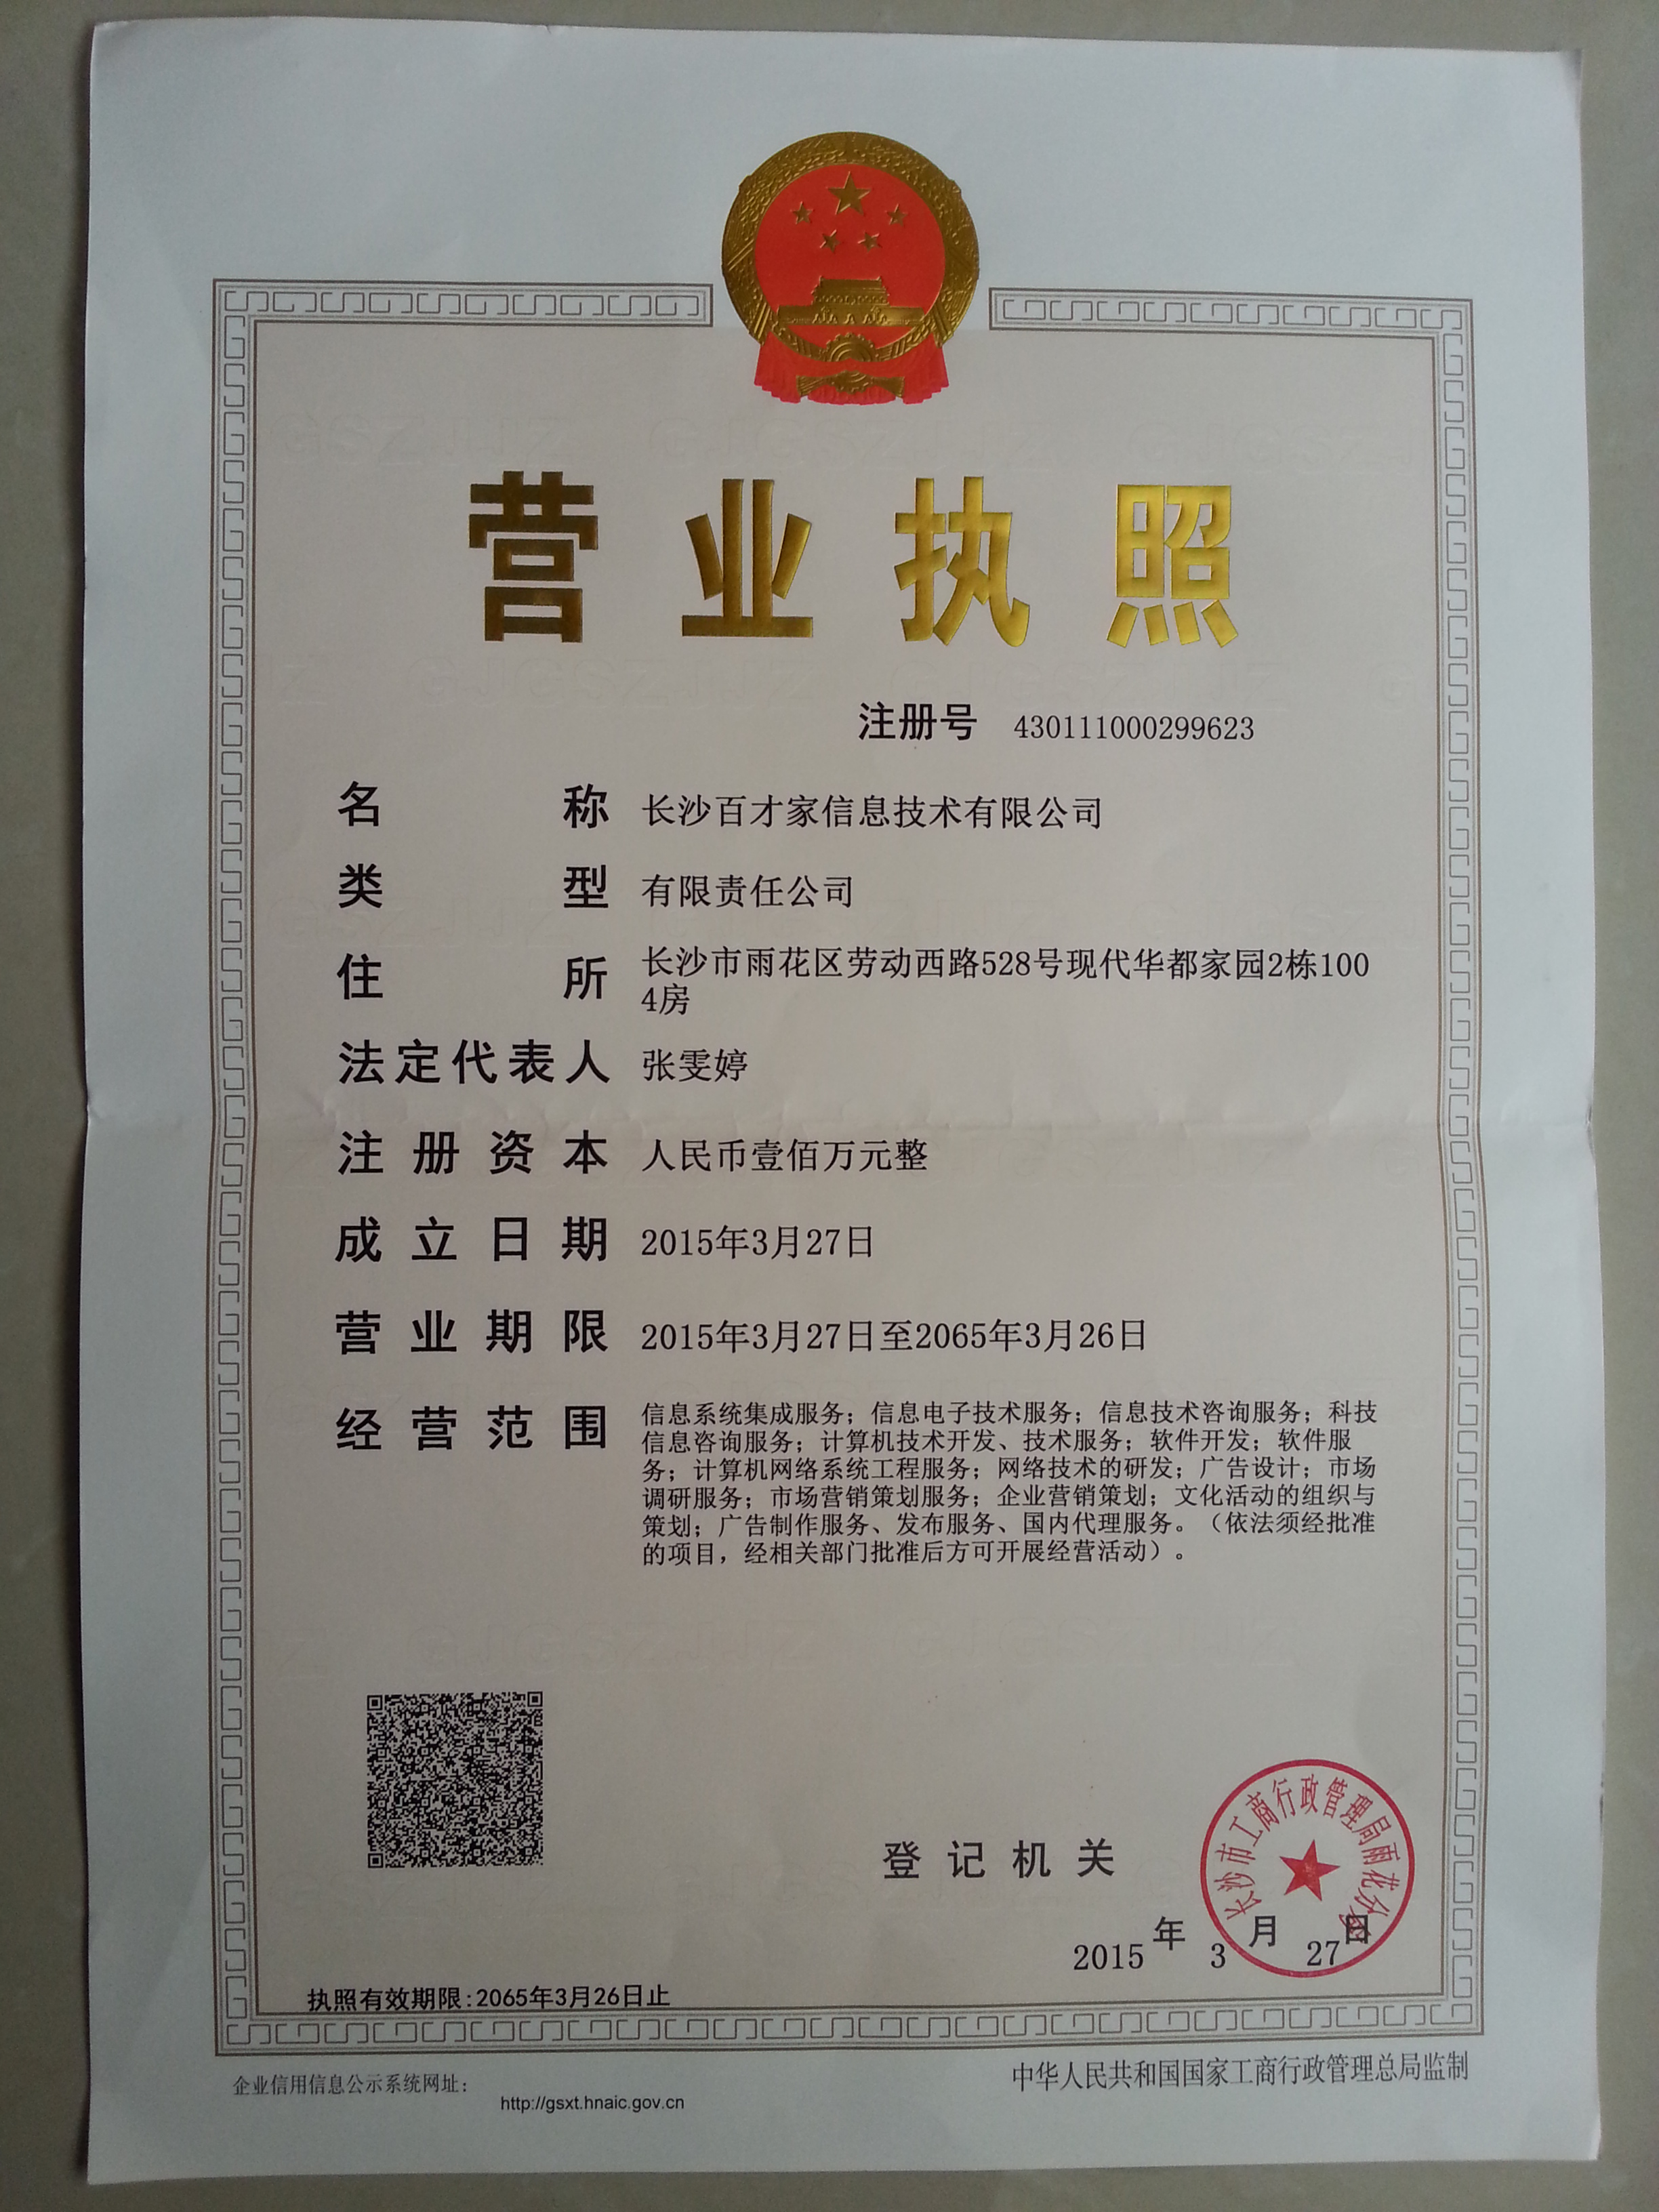 营业执照
注册号 430111000299623
名称 长沙百才家信息技术有限公司
类型 有限责任公司
住所 长沙市雨花区劳动西路528号现代华都家园2栋100
4房
法定代表人 张雯婷
注册资本 人民币壹佰万元整
成立日期 2015年3月27日
营业期限 2015年3月27日至2065年3月26日
经营范围 信息系统集成服务；信息电子技术服务；信息技术咨询服务；科技
信息咨询服务；计算机技术开发、技术服务；软件开发；软件服
务；计算机网络系统工程服务；网络技术的研发；广告设计；市场
调研服务；市场营销策划服务；企业营销策划；文化活动的组织与
策划；广告制作服务、发布服务、国内代理服务。（依法须经批准
的项目，经相关部门批准后方可开展经营活动）。
登记机关
长沙市工商行政管理局雨花分局
2015年3月27日
执照有效期限:2065年3月26日止
企业信用信息公示系统网址：
http://gsxt.hnaic.gov.cn
中华人民共和国国家工商行政管理总局监制